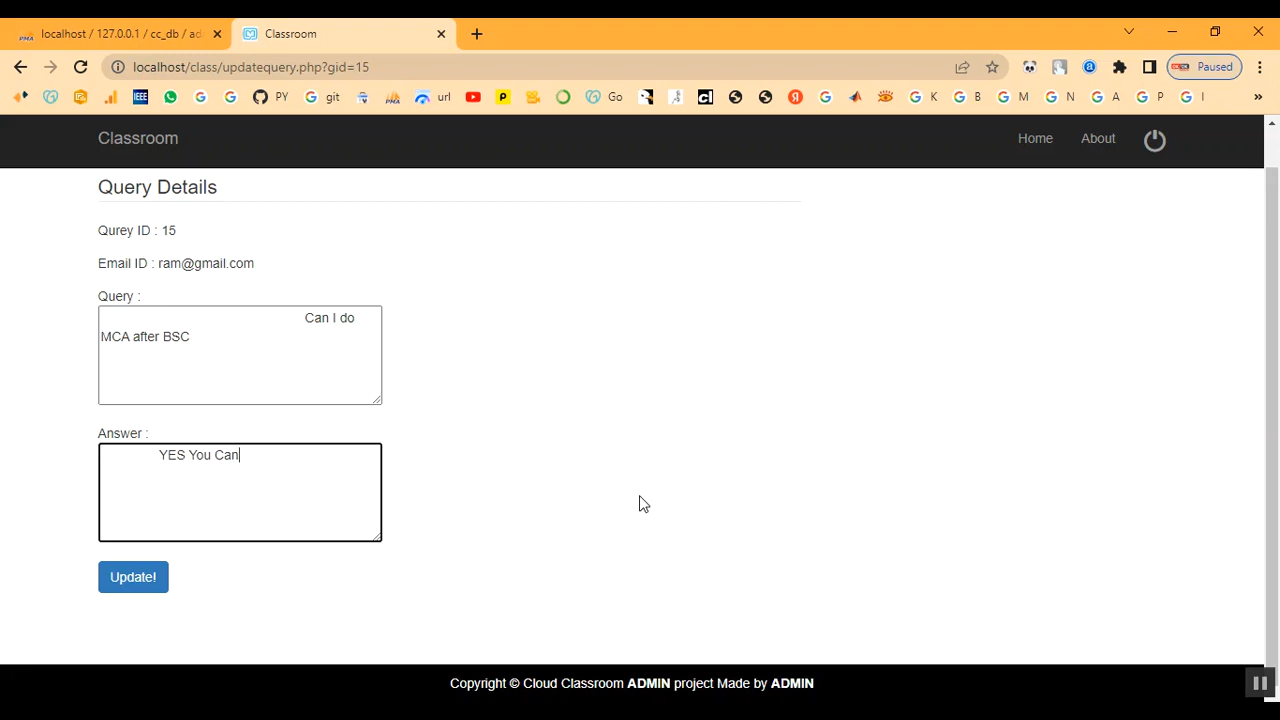 localhost / 127.0.0.1 / cc_db / ad
Classroom
localhost/class/updatequery.php?gid=15
Paused
IEEE
PY
git
url
Go
K
B
M
N
A
P
I
Classroom
Home
About
Query Details
Qurey ID : 15
Email ID : ram@gmail.com
Query :
Can I do
MCA after BSC
Answer :
YES You Can
Update!
Copyright © Cloud Classroom ADMIN project Made by ADMIN